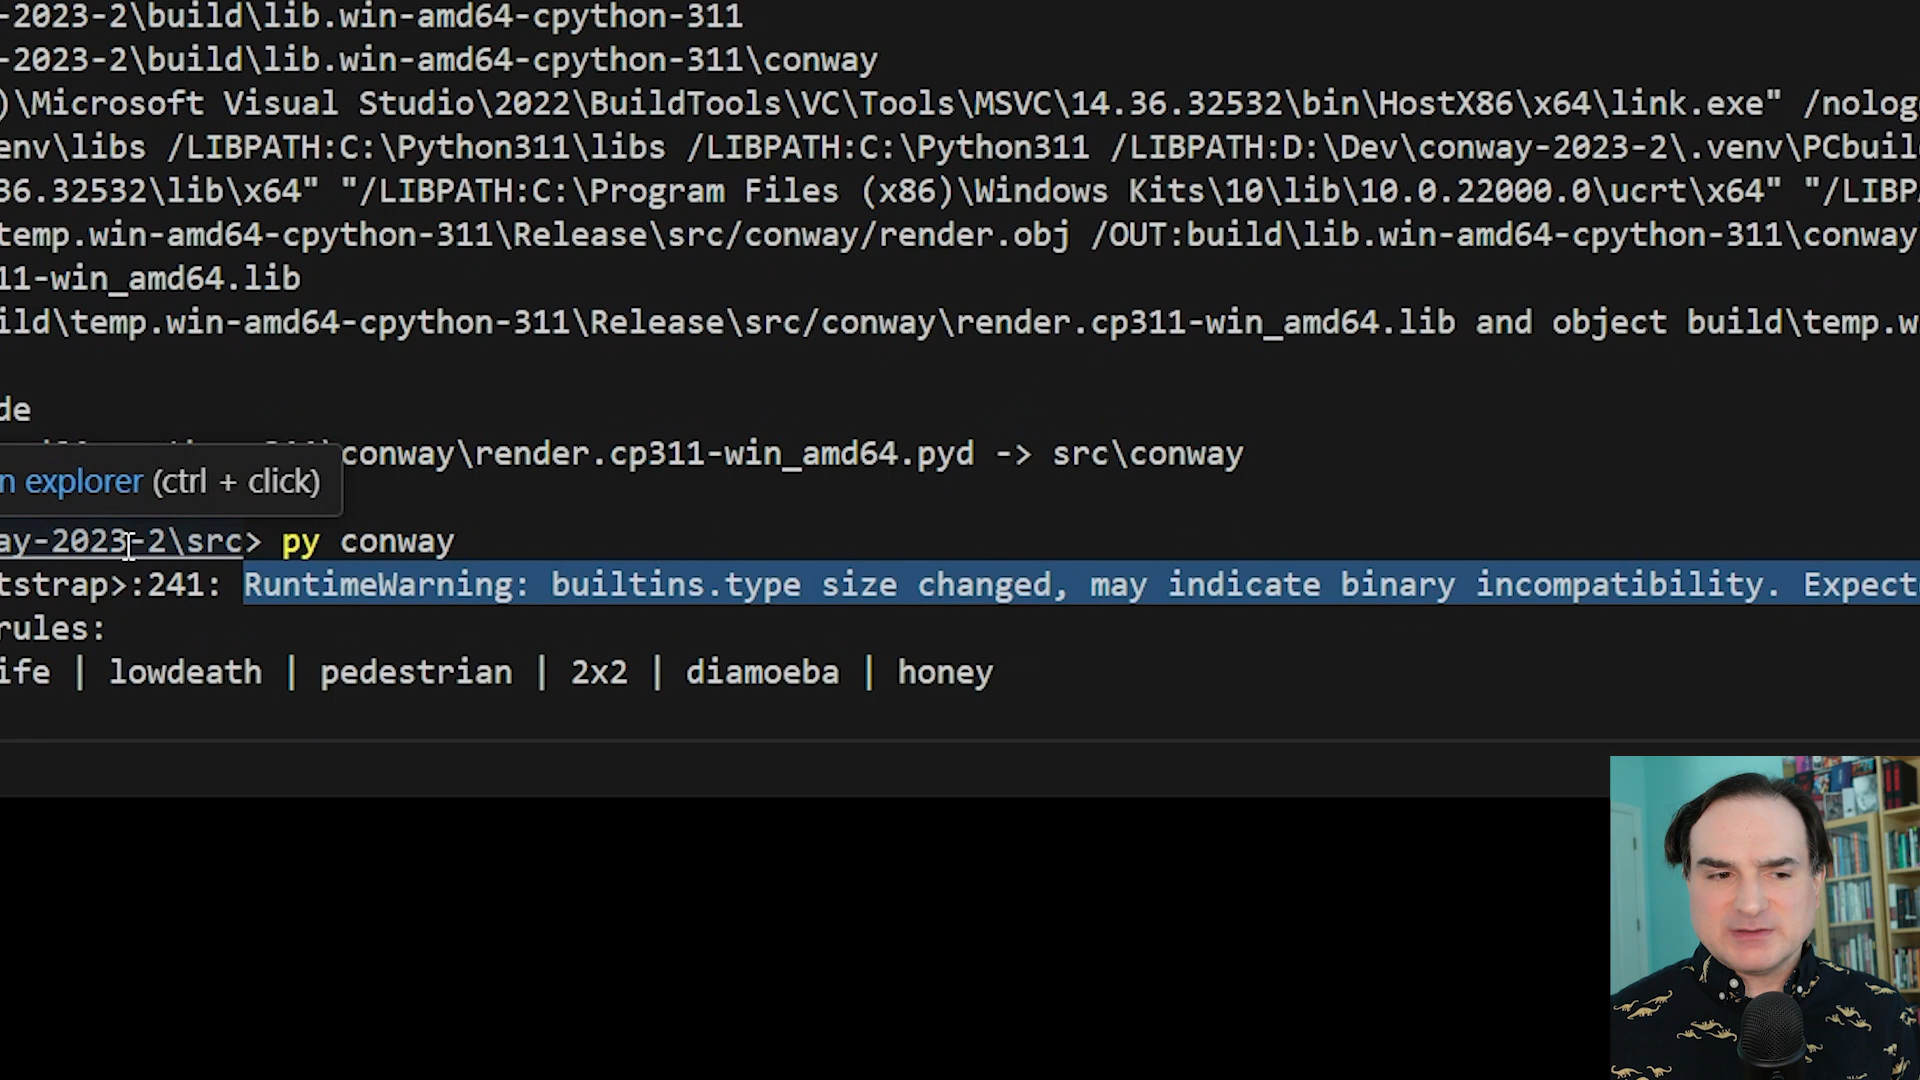 -2023-2\build\lib.win-amd64-cpython-311
-2023-2\build\lib.win-amd64-cpython-311\conway
)\Microsoft Visual Studio\2022\BuildTools\VC\Tools\MSVC\14.36.32532\bin\HostX86\x64\link.exe" /nolog
env\libs /LIBPATH:C:\Python311\libs /LIBPATH:C:\Python311 /LIBPATH:D:\Dev\conway-2023-2\.venv\PCbuil
36.32532\lib\x64" "/LIBPATH:C:\Program Files (x86)\Windows Kits\10\lib\10.0.22000.0\ucrt\x64" "/LIBP
temp.win-amd64-cpython-311\Release\src/conway/render.obj /OUT:build\lib.win-amd64-cpython-311\conway
11-win_amd64.lib
ild\temp.win-amd64-cpython-311\Release\src/conway\render.cp311-win_amd64.lib and object build\temp.w
de
\conway\render.cp311-win_amd64.pyd -> src\conway
n explorer (ctrl + click)
ay-2023-2\src> py conway
tstrap>:241: RuntimeWarning: builtins.type size changed, may indicate binary incompatibility. Expect
rules:
ife | lowdeath | pedestrian | 2x2 | diamoeba | honey